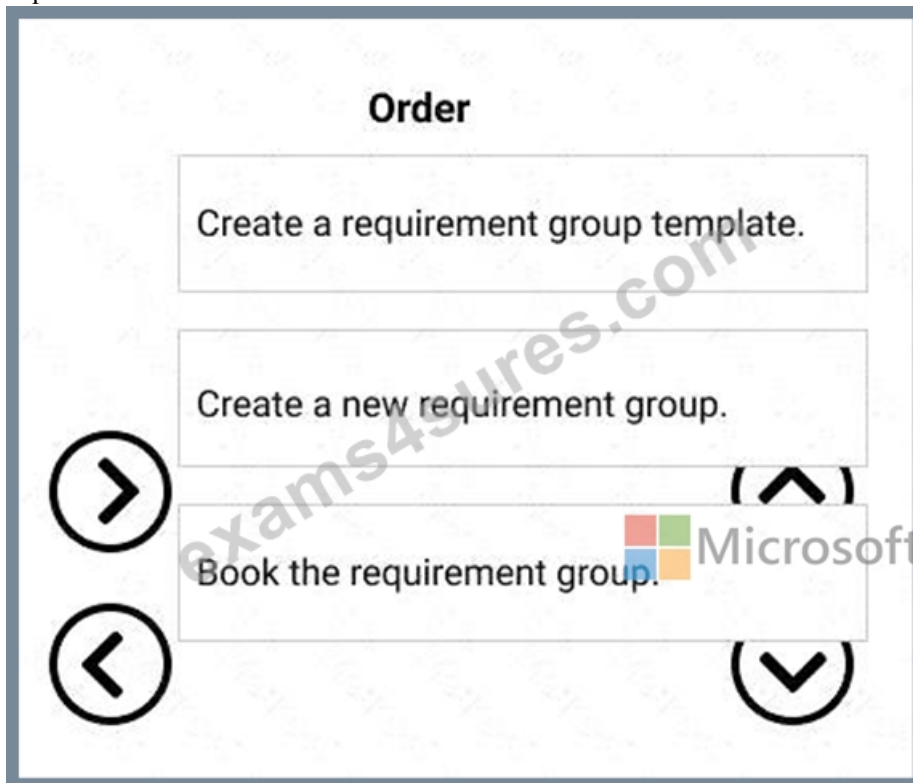 Order
Create a requirement group template.
Create a new requirement group.
Book the requirement group.
Microsoft
exams4sures.com